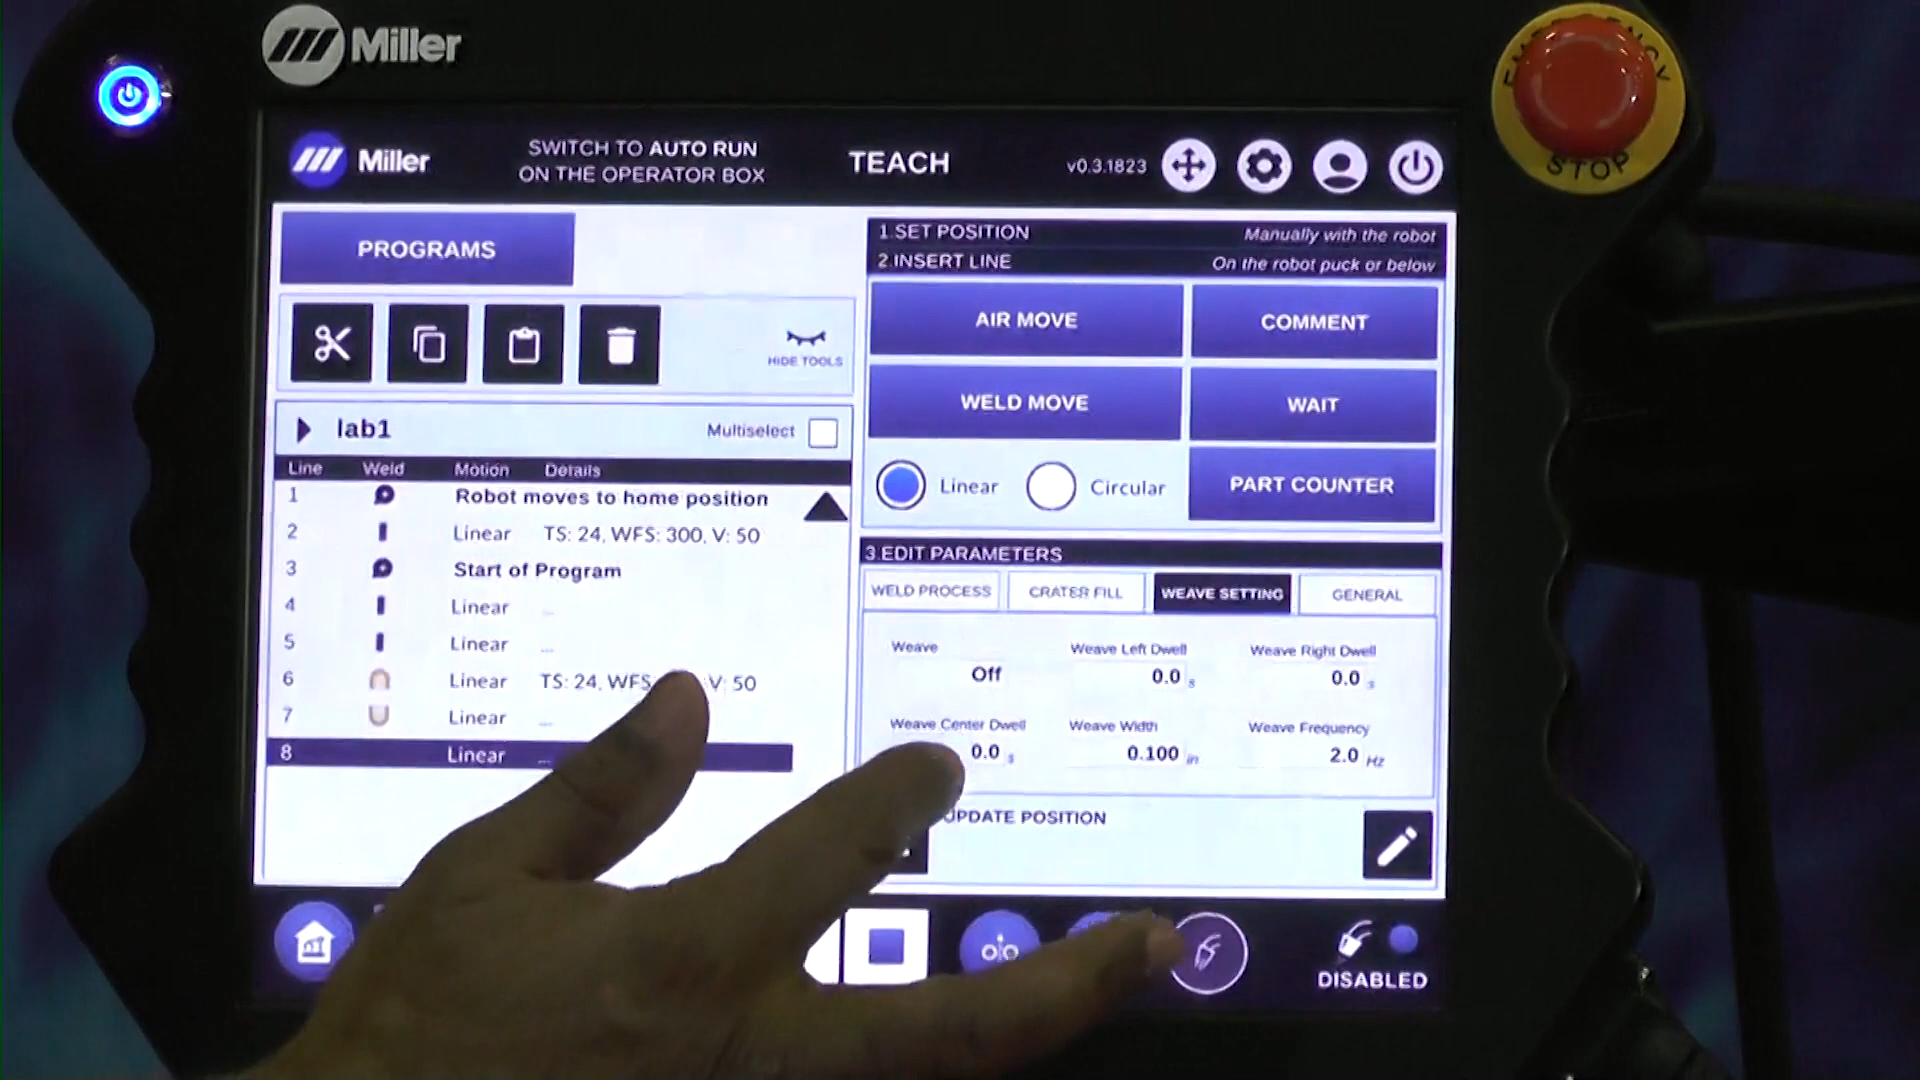 Miller
EMERGENCY
STOP
Miller
SWITCH TO AUTO RUN
ON THE OPERATOR BOX
TEACH
v0.3.1823
PROGRAMS
HIDE TOOLS
lab1
Multiselect
Line Weld Motion Details
1 Robot moves to home position
2 Linear TS: 24, WFS: 300, V: 50
3 Start of Program
4 Linear ...
5 Linear ...
6 Linear TS: 24, WFS V: 50
7 Linear ...
8 Linear ...
1.SET POSITION Manually with the robot
2.INSERT LINE On the robot puck or below
AIR MOVE COMMENT
WELD MOVE WAIT
Linear Circular PART COUNTER
3.EDIT PARAMETERS
WELD PROCESS CRATER FILL WEAVE SETTING GENERAL
Weave Weave Left Dwell Weave Right Dwell
Off 0.0 s 0.0 s
Weave Center Dwell Weave Width Weave Frequency
0.0 s 0.100 in 2.0 Hz
UPDATE POSITION
DISABLED